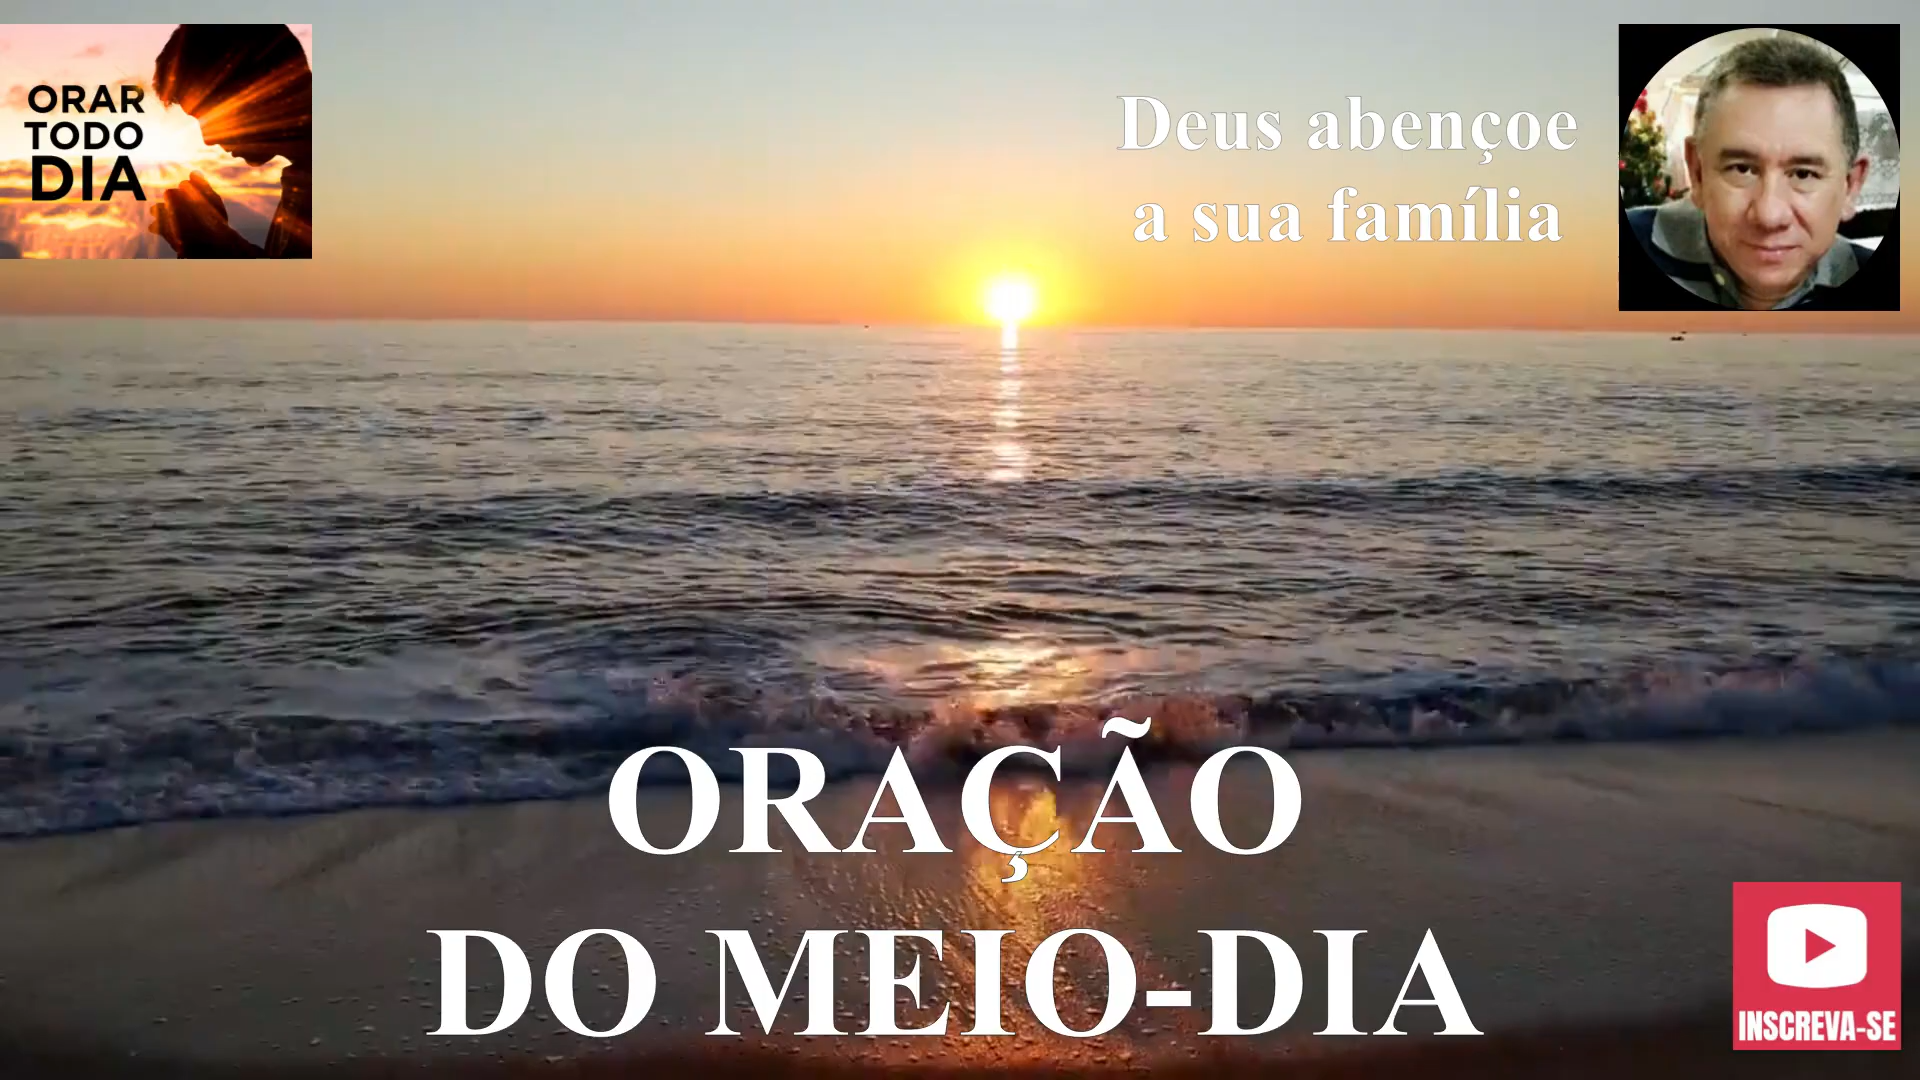 ORAR
TODO
DIA
Deus abençoe
a sua família
ORAÇÃO
DO MEIO-DIA
INSCREVA-SE